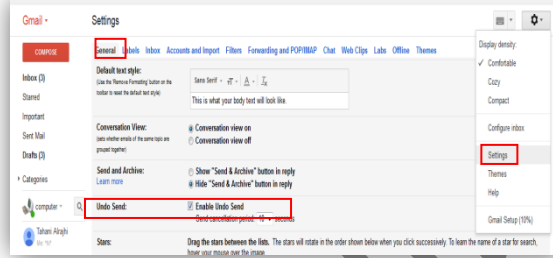 Gmail
Settings
COMPOSE
Inbox (3)
Starred
Important
Sent Mail
Drafts (3)
Categories
computer
Tahani Alrajhi
General Labels Inbox Accounts and Import Filters Forwarding and POP/IMAP Chat Web Clips Labs Offline Themes
Default text style:
(Use the 'Remove Formatting' button on the
toolbar to reset the default text style)
Sans Serif
This is what your body text will look like.
Conversation View:
(sets whether emails of the same topic are
grouped together)
Conversation view on
Conversation view off
Send and Archive:
Learn more
Show "Send & Archive" button in reply
Hide "Send & Archive" button in reply
Undo Send:
Enable Undo Send
Send cancellation period: 10 seconds
Stars:
Drag the stars between the lists. The stars will rotate in the order shown below when you click successively. To learn the name of a star for search,
hover your mouse over the image.
Display density:
Comfortable
Cozy
Compact
Configure inbox
Settings
Themes
Help
Gmail Setup (10%)